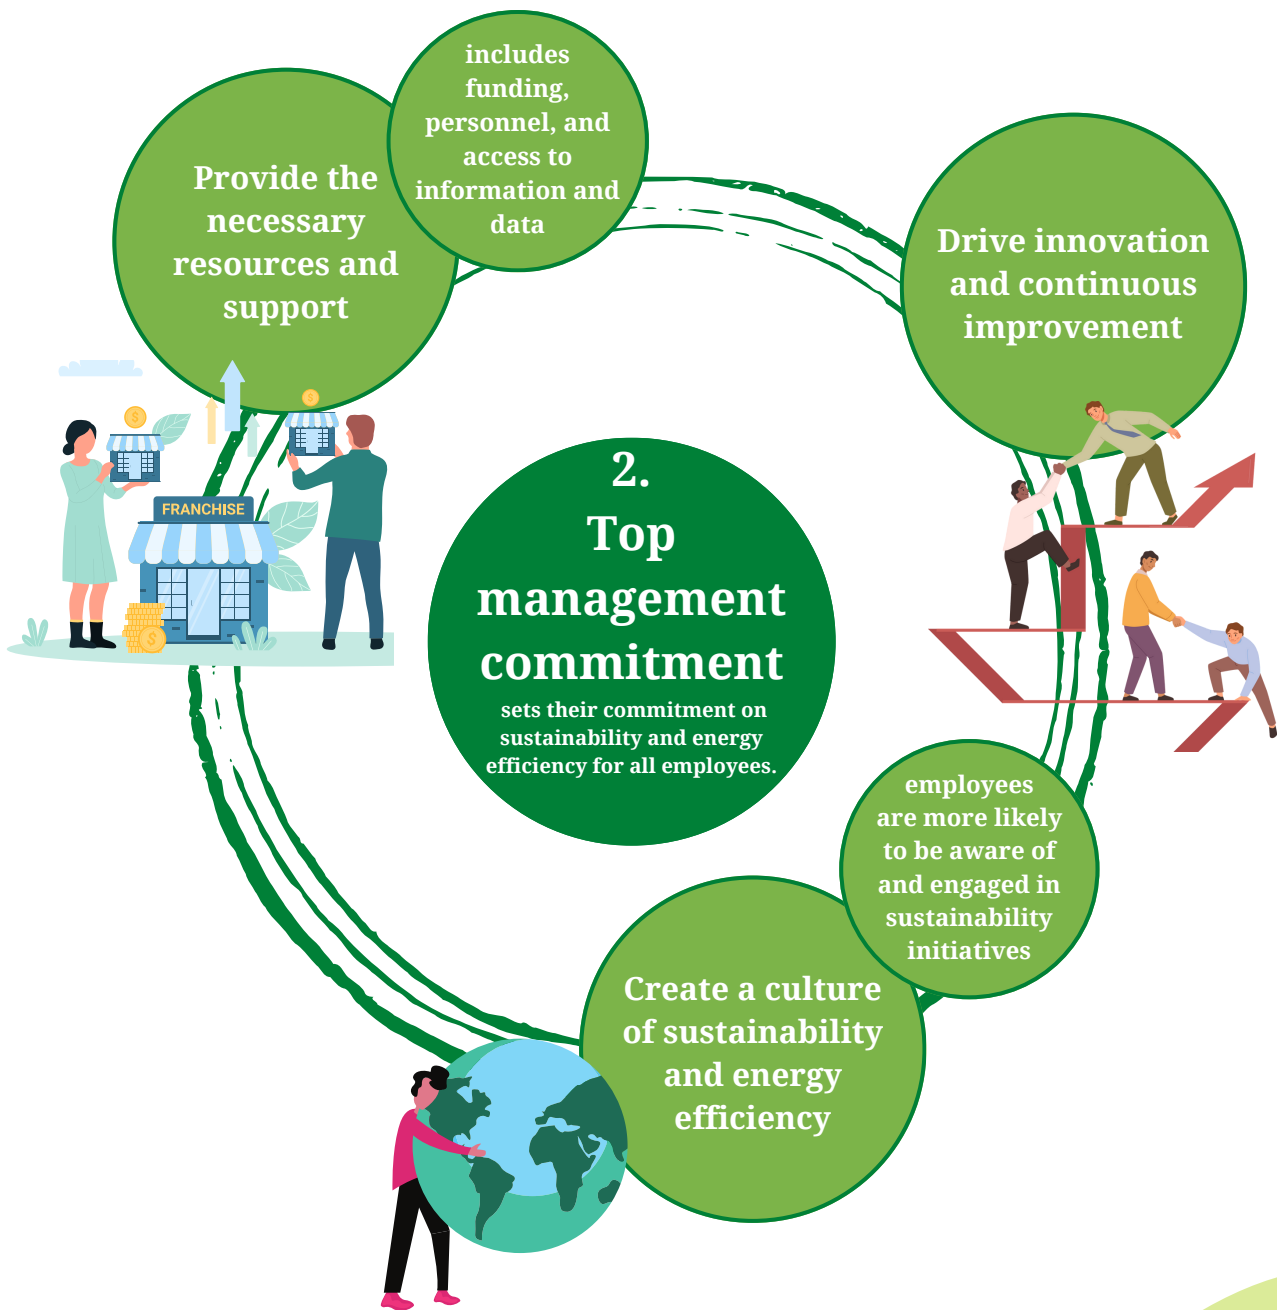 includes
funding,
personnel, and
access to
information and
data
Provide the
necessary
resources and
support
Drive innovation
and continuous
improvement
FRANCHISE
$
$
$
2.
Top
management
commitment
sets their commitment on
sustainability and energy
efficiency for all employees.
employees
are more likely
to be aware of
and engaged in
sustainability
initiatives
Create a culture
of sustainability
and energy
efficiency